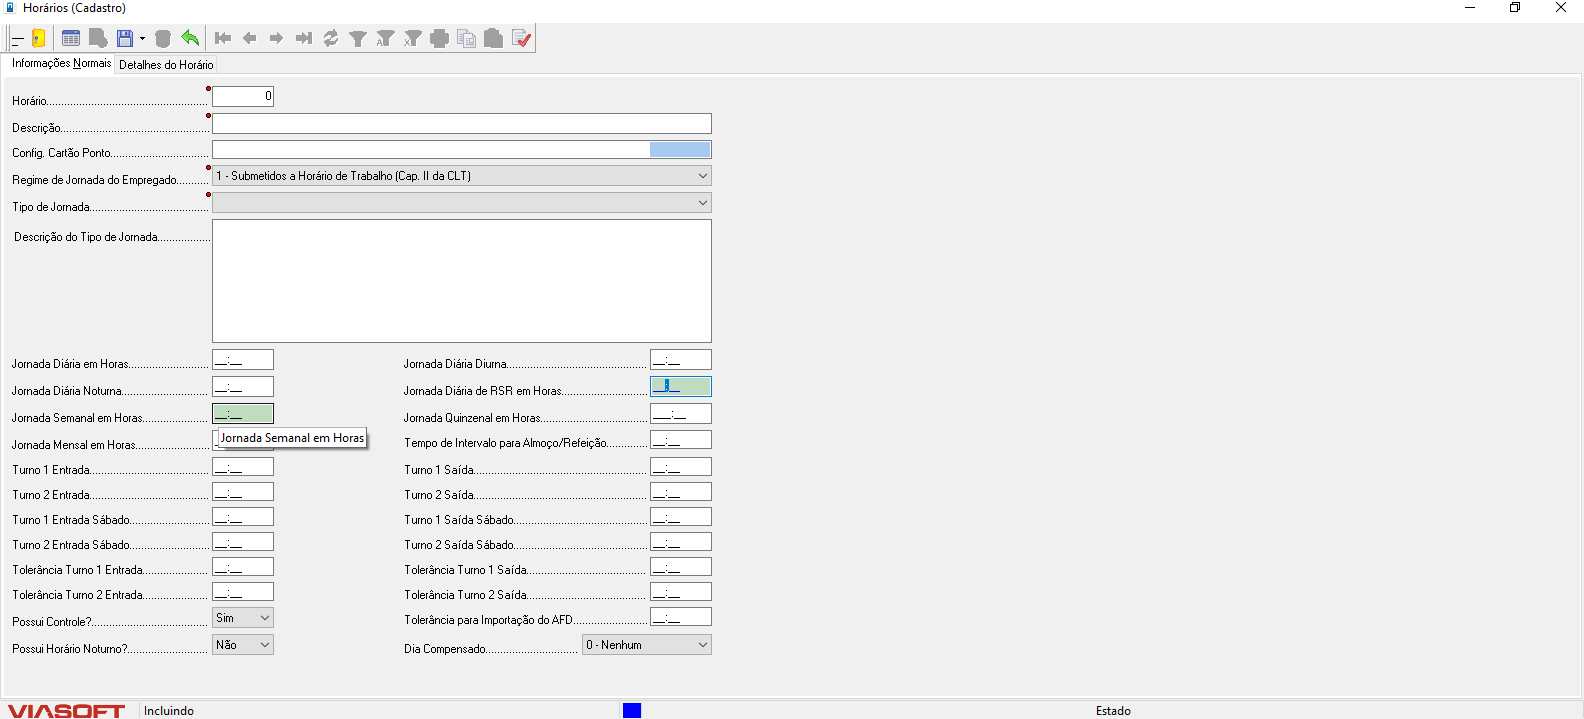 Horários (Cadastro)
Informações Normais Detalhes do Horário
Horário 0
Descrição
Config. Cartão Ponto
Regime de Jornada do Empregado 1 - Submetidos a Horário de Trabalho (Cap. II da CLT)
Tipo de Jornada
Descrição do Tipo de Jornada
Jornada Diária em Horas __:__ Jornada Diária Diurna __:__
Jornada Diária Noturna __:__ Jornada Diária de RSR em Horas __:__
Jornada Semanal em Horas __:__ Jornada Quinzenal em Horas ___:__
Jornada Semanal em Horas
Jornada Mensal em Horas Tempo de Intervalo para Almoço/Refeição __:__
Turno 1 Entrada __:__ Turno 1 Saída __:__
Turno 2 Entrada __:__ Turno 2 Saída __:__
Turno 1 Entrada Sábado __:__ Turno 1 Saída Sábado __:__
Turno 2 Entrada Sábado __:__ Turno 2 Saída Sábado __:__
Tolerância Turno 1 Entrada __:__ Tolerância Turno 1 Saída __:__
Tolerância Turno 2 Entrada __:__ Tolerância Turno 2 Saída __:__
Possui Controle? Sim Tolerância para Importação do AFD __:__
Possui Horário Noturno? Não Dia Compensado 0 - Nenhum
VIASOFT Incluindo Estado